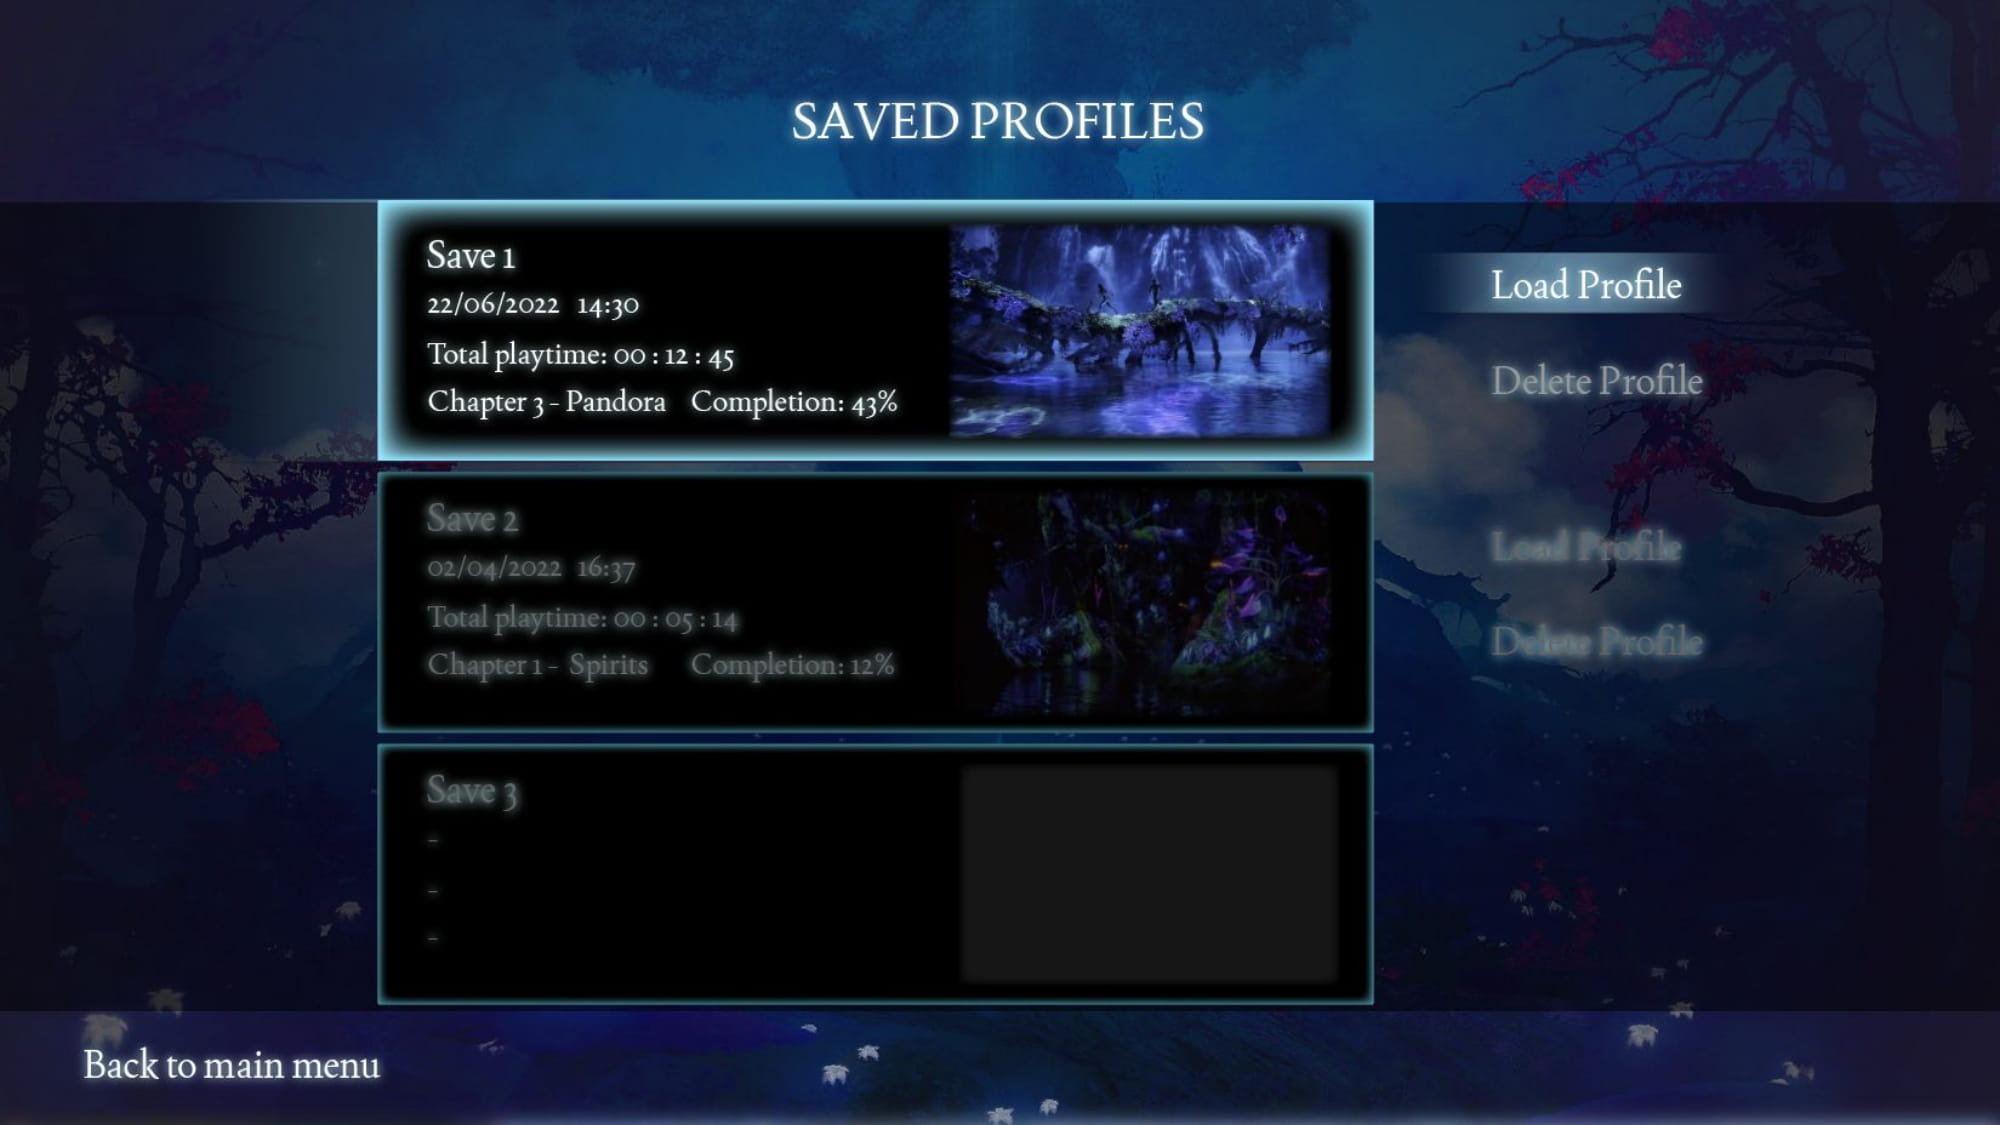 SAVED PROFILES
Save 1
22/06/2022 14:30
Total playtime: 00 : 12 : 45
Chapter 3 - Pandora Completion: 43%
Load Profile
Delete Profile
Save 2
02/04/2022 16:37
Total playtime: 00 : 05 : 14
Chapter 1 - Spirits Completion: 12%
Load Profile
Delete Profile
Save 3
-
-
-
Back to main menu